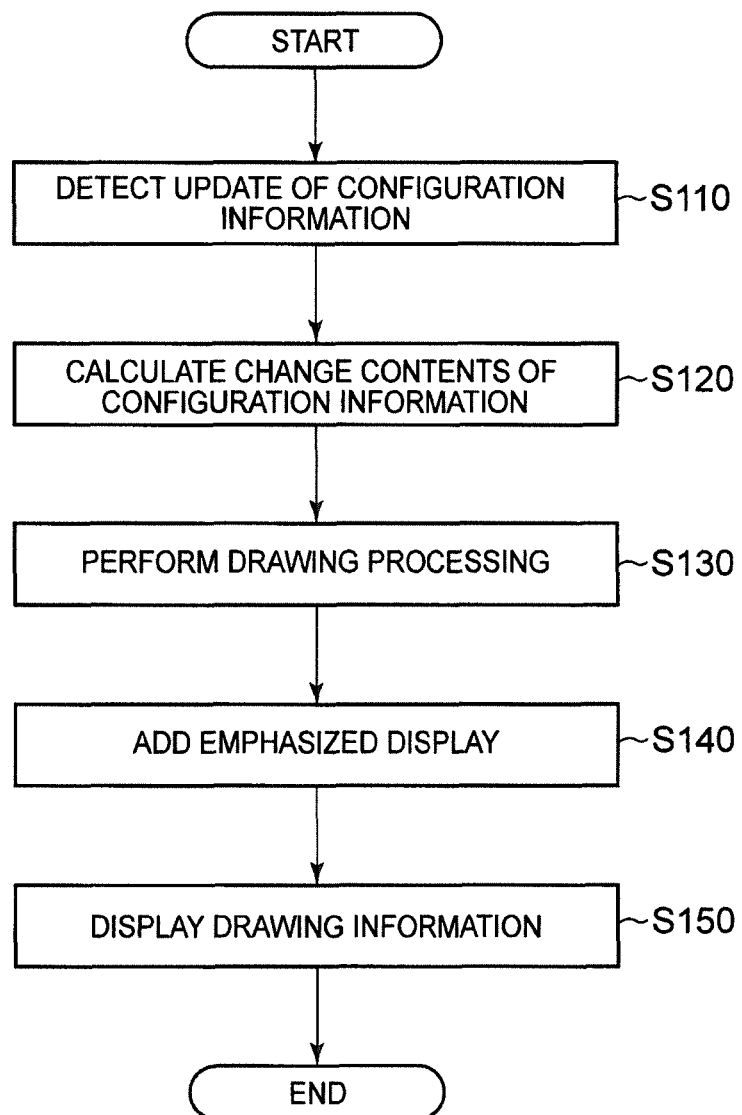 START
DETECT UPDATE OF CONFIGURATION
INFORMATION
S110
CALCULATE CHANGE CONTENTS OF
CONFIGURATION INFORMATION
S120
PERFORM DRAWING PROCESSING
S130
ADD EMPHASIZED DISPLAY
S140
DISPLAY DRAWING INFORMATION
S150
END